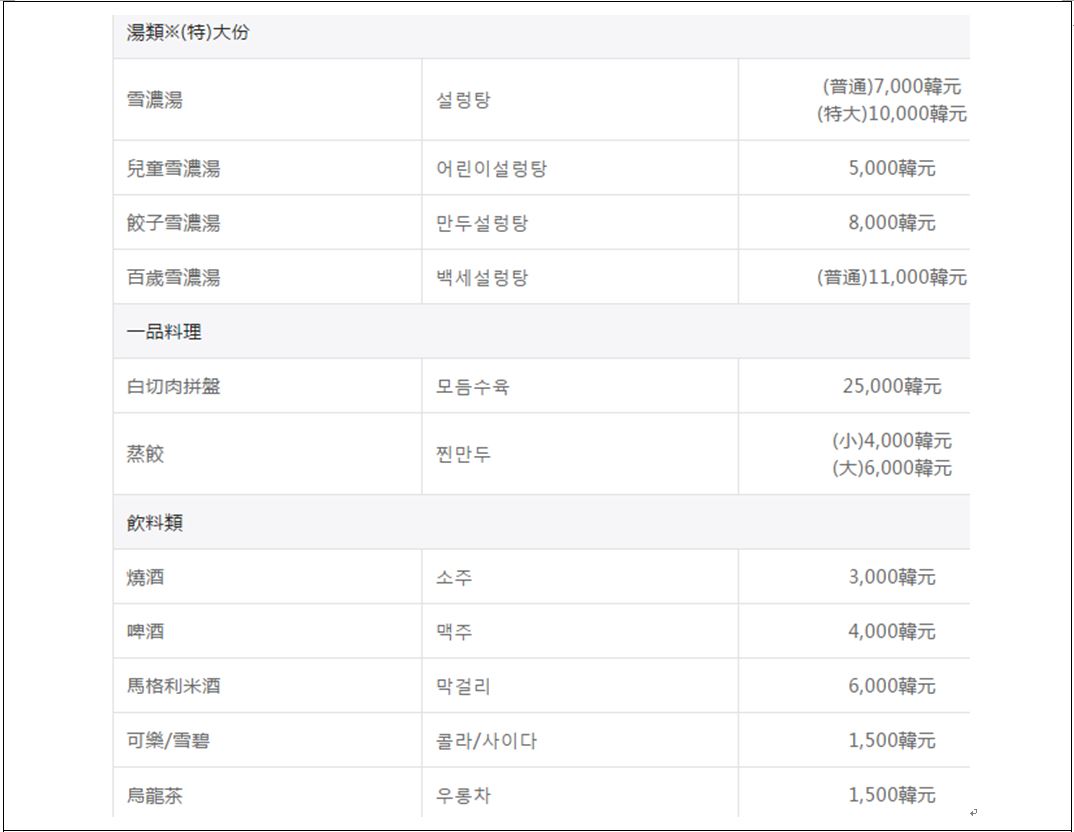 湯類※(特)大份
雪濃湯 설렁탕 (普通)7,000韓元
(特大)10,000韓元
兒童雪濃湯 어린이설렁탕 5,000韓元
餃子雪濃湯 만두설렁탕 8,000韓元
百歲雪濃湯 백세설렁탕 (普通)11,000韓元
一品料理
白切肉拼盤 모듬수육 25,000韓元
蒸餃 찐만두 (小)4,000韓元
(大)6,000韓元
飲料類
燒酒 소주 3,000韓元
啤酒 맥주 4,000韓元
馬格利米酒 막걸리 6,000韓元
可樂/雪碧 콜라/사이다 1,500韓元
烏龍茶 우롱차 1,500韓元